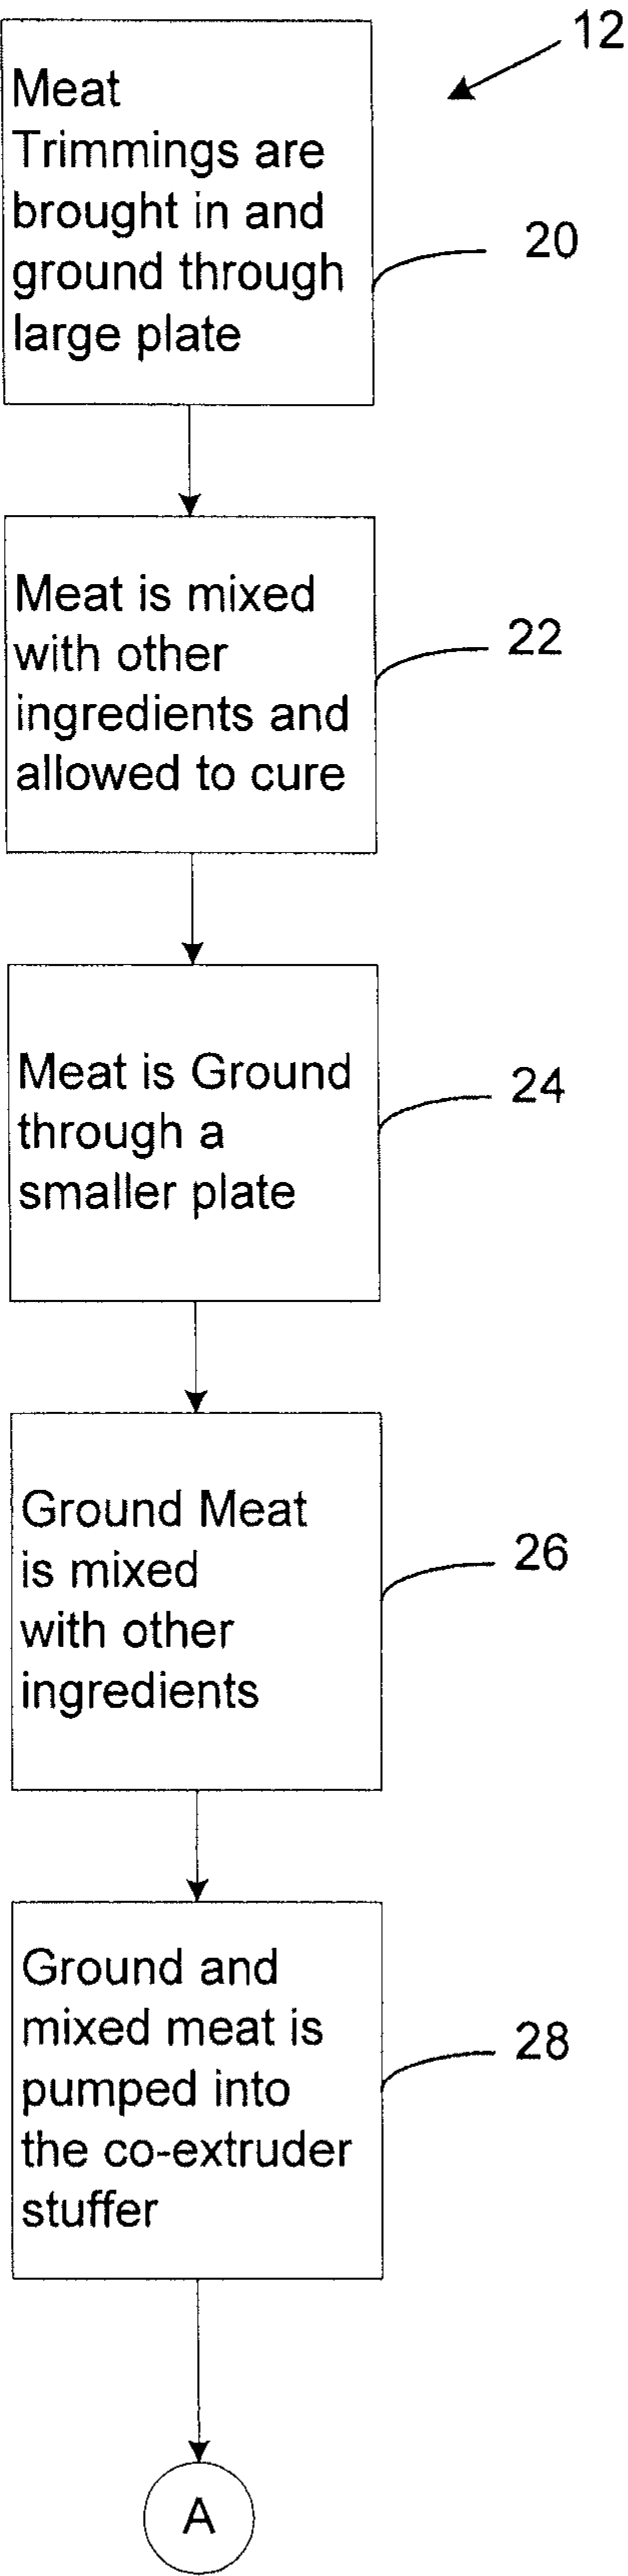 12
Meat
Trimmings are
brought in and
ground through
large plate
20
Meat is mixed
with other
ingredients and
allowed to cure
22
Meat is Ground
through a
smaller plate
24
Ground Meat
is mixed
with other
ingredients
26
Ground and
mixed meat is
pumped into
the co-extruder
stuffer
28
A